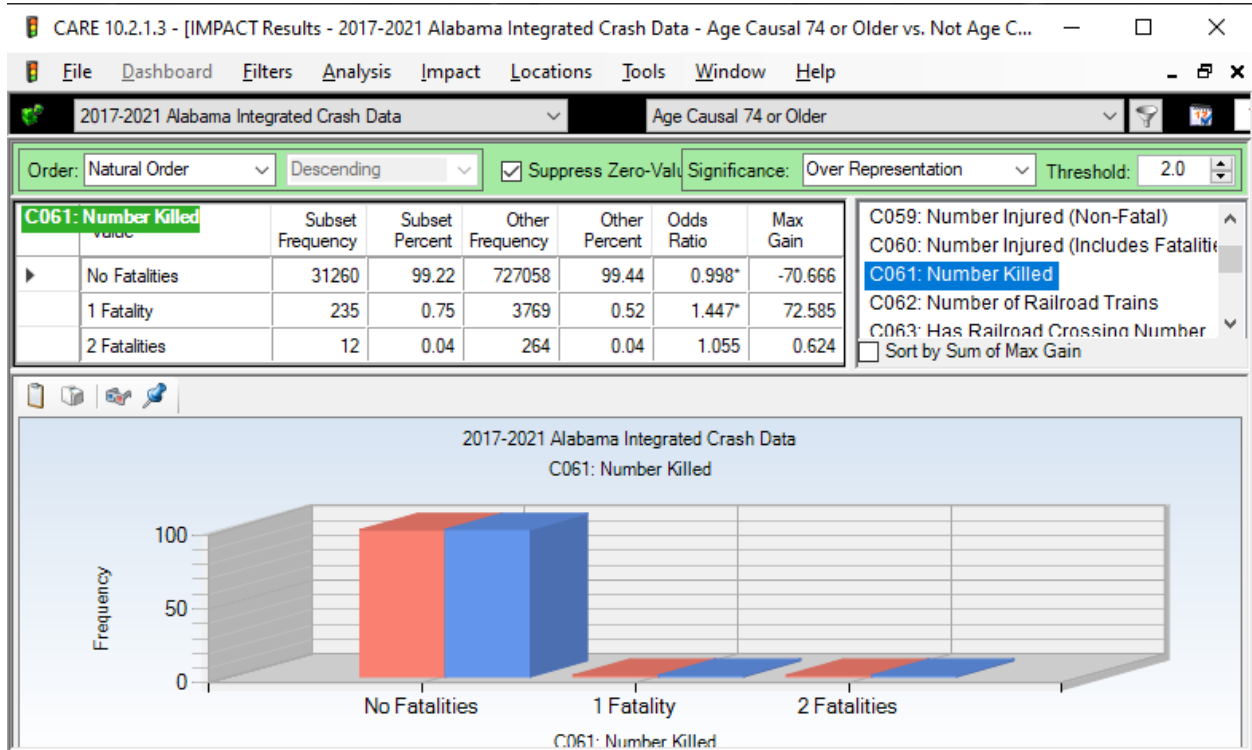 CARE 10.2.1.3 - [IMPACT Results - 2017-2021 Alabama Integrated Crash Data - Age Causal 74 or Older vs. Not Age C...
File Dashboard Filters Analysis Impact Locations Tools Window Help
2017-2021 Alabama Integrated Crash Data Age Causal 74 or Older
Order: Natural Order Descending Suppress Zero-Valu Significance: Over Representation Threshold: 2.0
C061: Number Killed Subset Frequency Subset Percent Other Frequency Other Percent Odds Ratio Max Gain
No Fatalities 31260 99.22 727058 99.44 0.998* -70.666
1 Fatality 235 0.75 3769 0.52 1.447* 72.585
2 Fatalities 12 0.04 264 0.04 1.055 0.624
C059: Number Injured (Non-Fatal)
C060: Number Injured (Includes Fatalitie
C061: Number Killed
C062: Number of Railroad Trains
C063: Has Railroad Crossing Number
Sort by Sum of Max Gain
2017-2021 Alabama Integrated Crash Data
C061: Number Killed
Frequency
100
50
0
No Fatalities 1 Fatality 2 Fatalities
C061: Number Killed